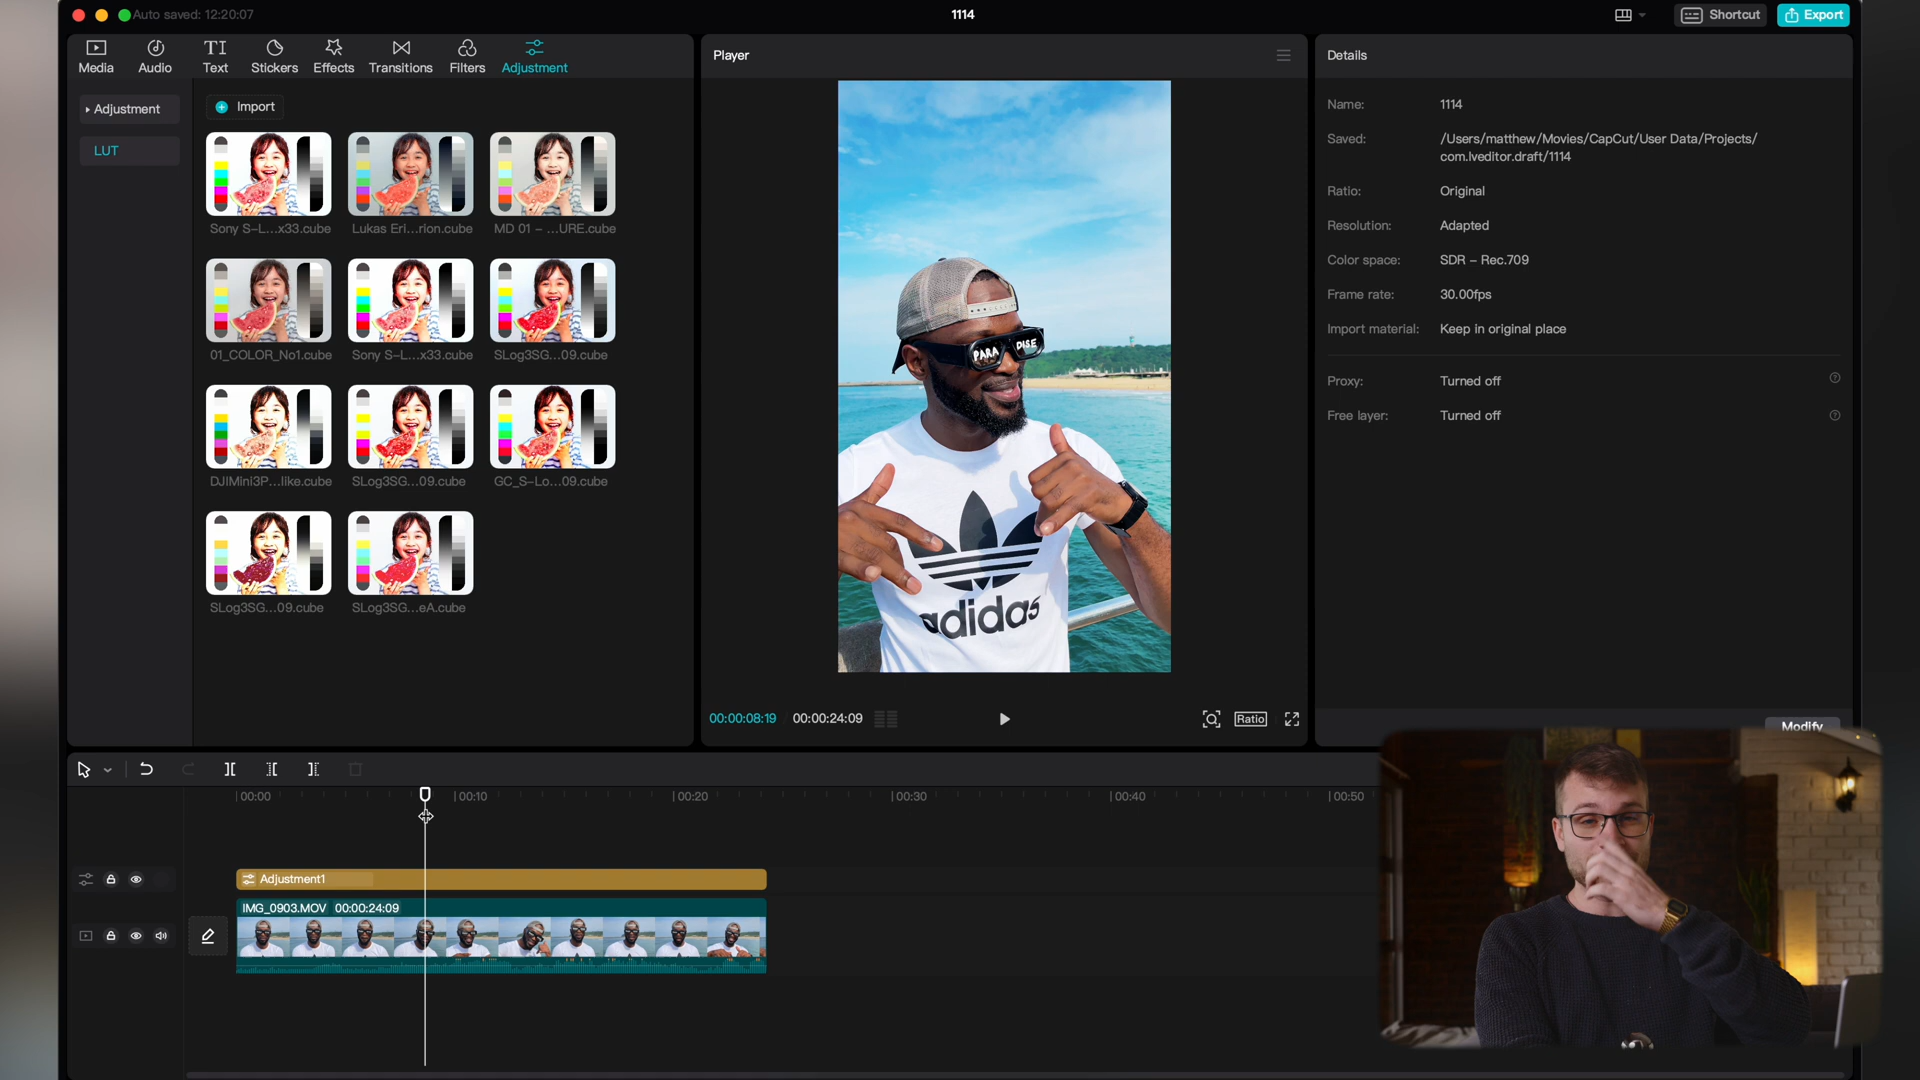 Auto saved: 12:20:07
1114
Shortcut
Export
Media
Audio
TI
Text
Stickers
Effects
Transitions
Filters
Adjustment
Player
Details
Adjustment
LUT
Import
Sony S-L...x33.cube
Lukas Eri...rion.cube
MD 01 - ...URE.cube
01_COLOR_No1.cube
Sony S-L...x33.cube
SLog3SG...09.cube
DJIMini3P...like.cube
SLog3SG...09.cube
GC_S-Lo...09.cube
SLog3SG...09.cube
SLog3SG...eA.cube
PARA DISE
adidas
Name: 1114
Saved: /Users/matthew/Movies/CapCut/User Data/Projects/
com.lveditor.draft/1114
Ratio: Original
Resolution: Adapted
Color space: SDR - Rec.709
Frame rate: 30.00fps
Import material: Keep in original place
Proxy: Turned off
Free layer: Turned off
Modify
00:00:08:19 00:00:24:09
Ratio
00:00 00:10 00:20 00:30 00:40 00:50
Adjustment1
IMG_0903.MOV 00:00:24:09